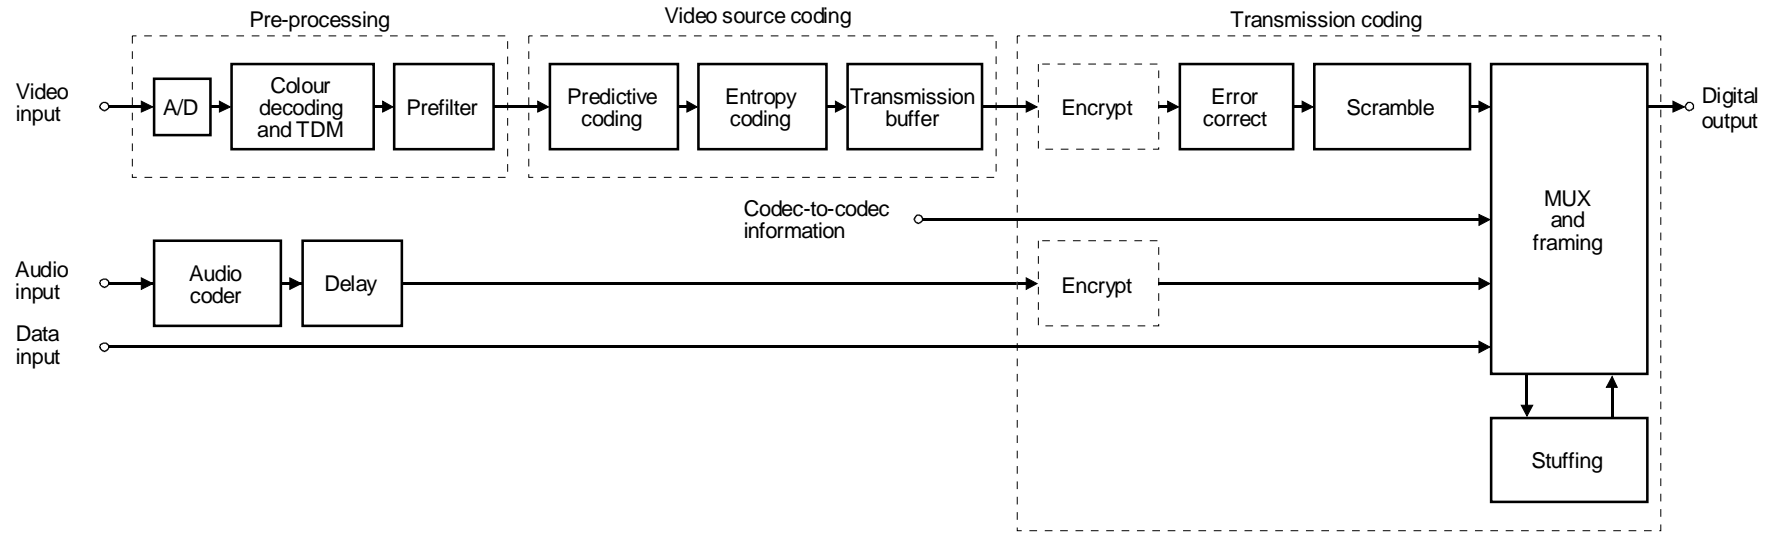 Pre-processing
Video source coding
Transmission coding
Video
input
A/D
Colour
decoding
and TDM
Prefilter
Predictive
coding
Entropy
coding
Transmission
buffer
Encrypt
Error
correct
Scramble
MUX
and
framing
Digital
output
Codec-to-codec
information
Audio
input
Audio
coder
Delay
Encrypt
Data
input
Stuffing